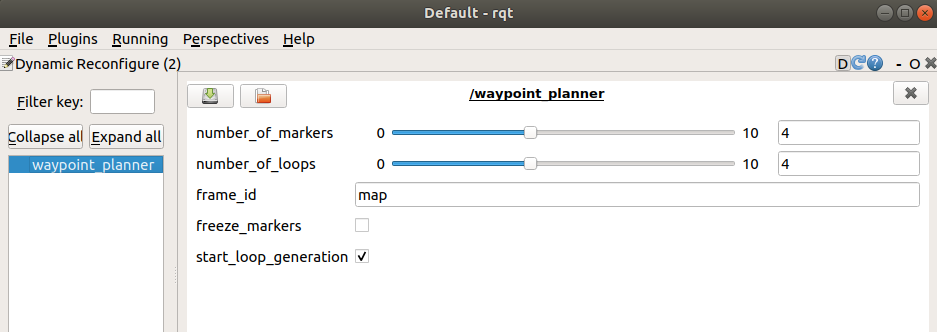 Default - rqt
File Plugins Running Perspectives Help
Dynamic Reconfigure (2) D ? - O
Filter key:
Collapse all Expand all
waypoint_planner
/waypoint_planner
number_of_markers 0 10 4
number_of_loops 0 10 4
frame_id map
freeze_markers
start_loop_generation